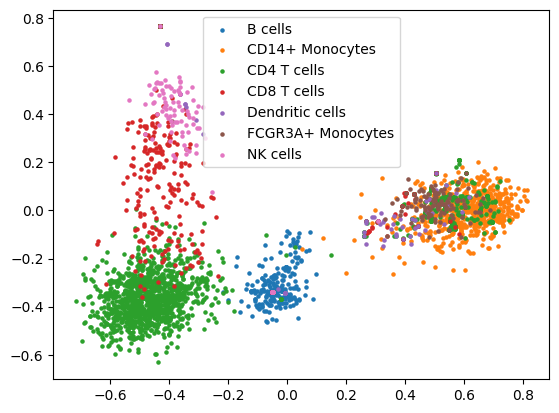 B cells
CD14+ Monocytes
CD4 T cells
CD8 T cells
Dendritic cells
FCGR3A+ Monocytes
NK cells
0.8
0.6
0.4
0.2
0.0
−0.2
−0.4
−0.6
−0.6 −0.4 −0.2 0.0 0.2 0.4 0.6 0.8